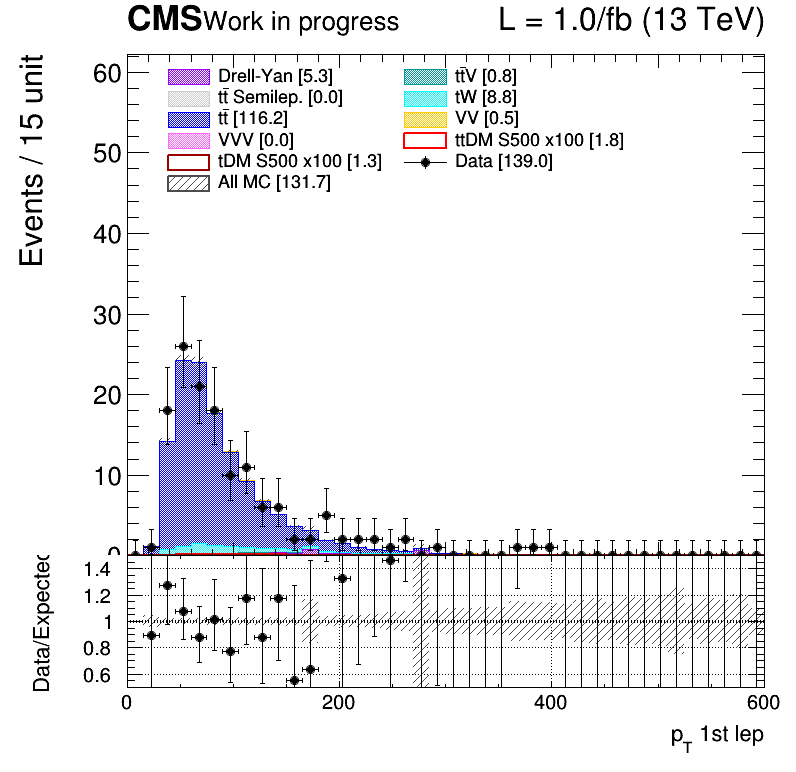 CMS Work in progress L = 1.0/fb (13 TeV)
Events / 15 unit
60
50
40
30
20
10
0
Drell-Yan [5.3] tt̄V [0.8]
tt̄ Semilep. [0.0] tW [8.8]
tt̄ [116.2] VV [0.5]
VVV [0.0] ttDM S500 x100 [1.8]
tDM S500 x100 [1.3] Data [139.0]
All MC [131.7]
Data/Expected
1.4
1.2
1
0.8
0.6
0 200 400 600
p_T 1st lep